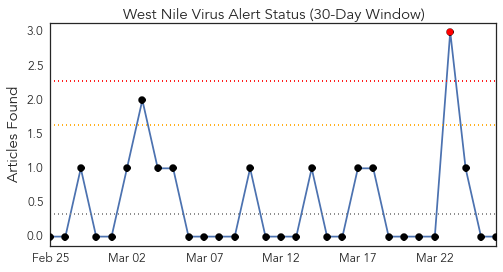 West Nile Virus Alert Status (30-Day Window)
Articles Found
3.0
2.5
2.0
1.5
1.0
0.5
0.0
Feb 25
Mar 02
Mar 07
Mar 12
Mar 17
Mar 22